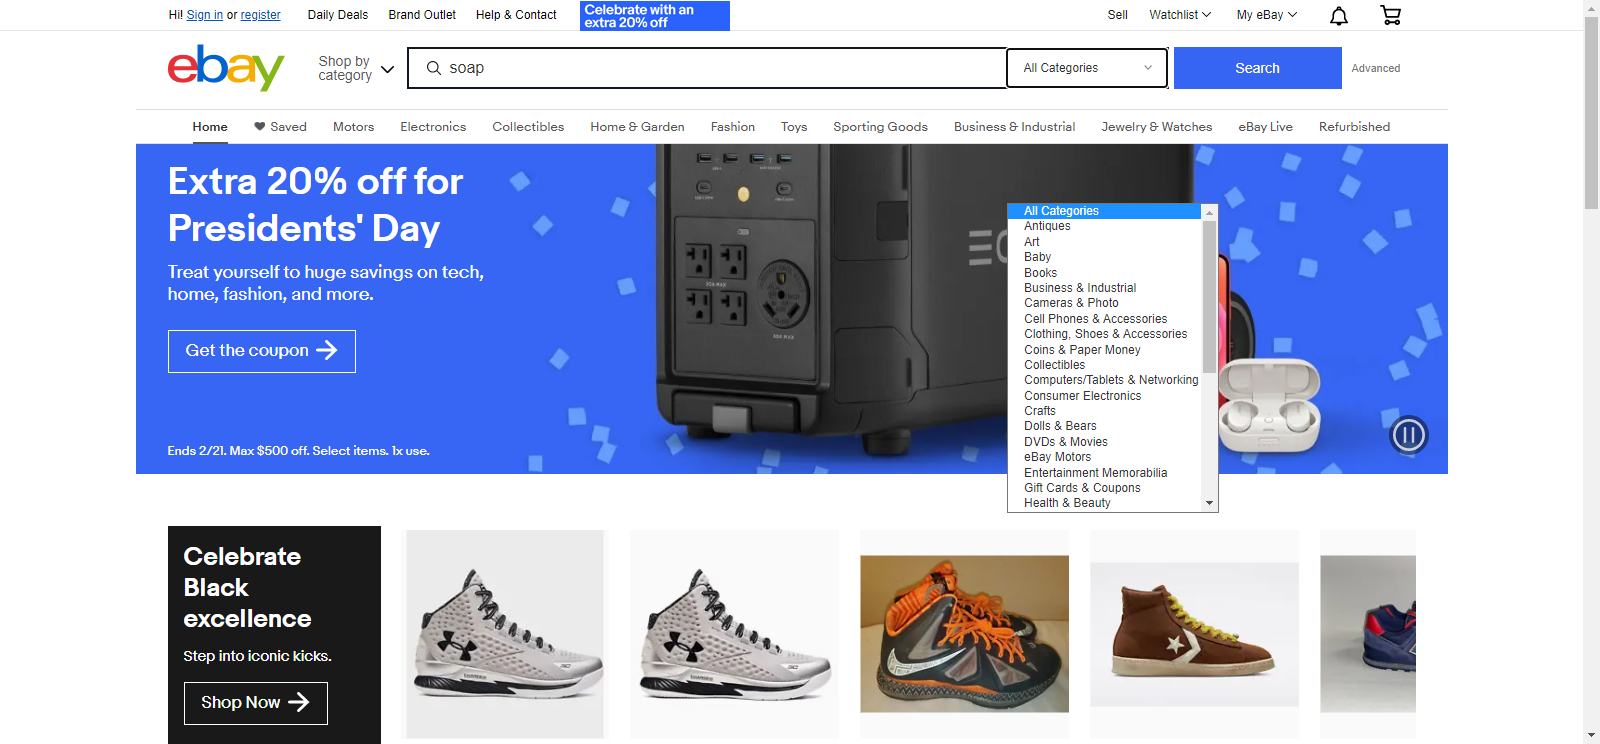 Hi! Sign in or register
Daily Deals
Brand Outlet
Help & Contact
Celebrate with an
extra 20% off
Sell
Watchlist
My eBay
ebay
Shop by
category
soap
All Categories
Search
Advanced
Home
Saved
Motors
Electronics
Collectibles
Home & Garden
Fashion
Toys
Sporting Goods
Business & Industrial
Jewelry & Watches
eBay Live
Refurbished
Extra 20% off for
Presidents' Day
Treat yourself to huge savings on tech,
home, fashion, and more.
Get the coupon
Ends 2/21. Max $500 off. Select items. 1x use.
20A MAX
30A MAX
All Categories
Antiques
Art
Baby
Books
Business & Industrial
Cameras & Photo
Cell Phones & Accessories
Clothing, Shoes & Accessories
Coins & Paper Money
Collectibles
Computers/Tablets & Networking
Consumer Electronics
Crafts
Dolls & Bears
DVDs & Movies
eBay Motors
Entertainment Memorabilia
Gift Cards & Coupons
Health & Beauty
Celebrate
Black
excellence
Step into iconic kicks.
Shop Now